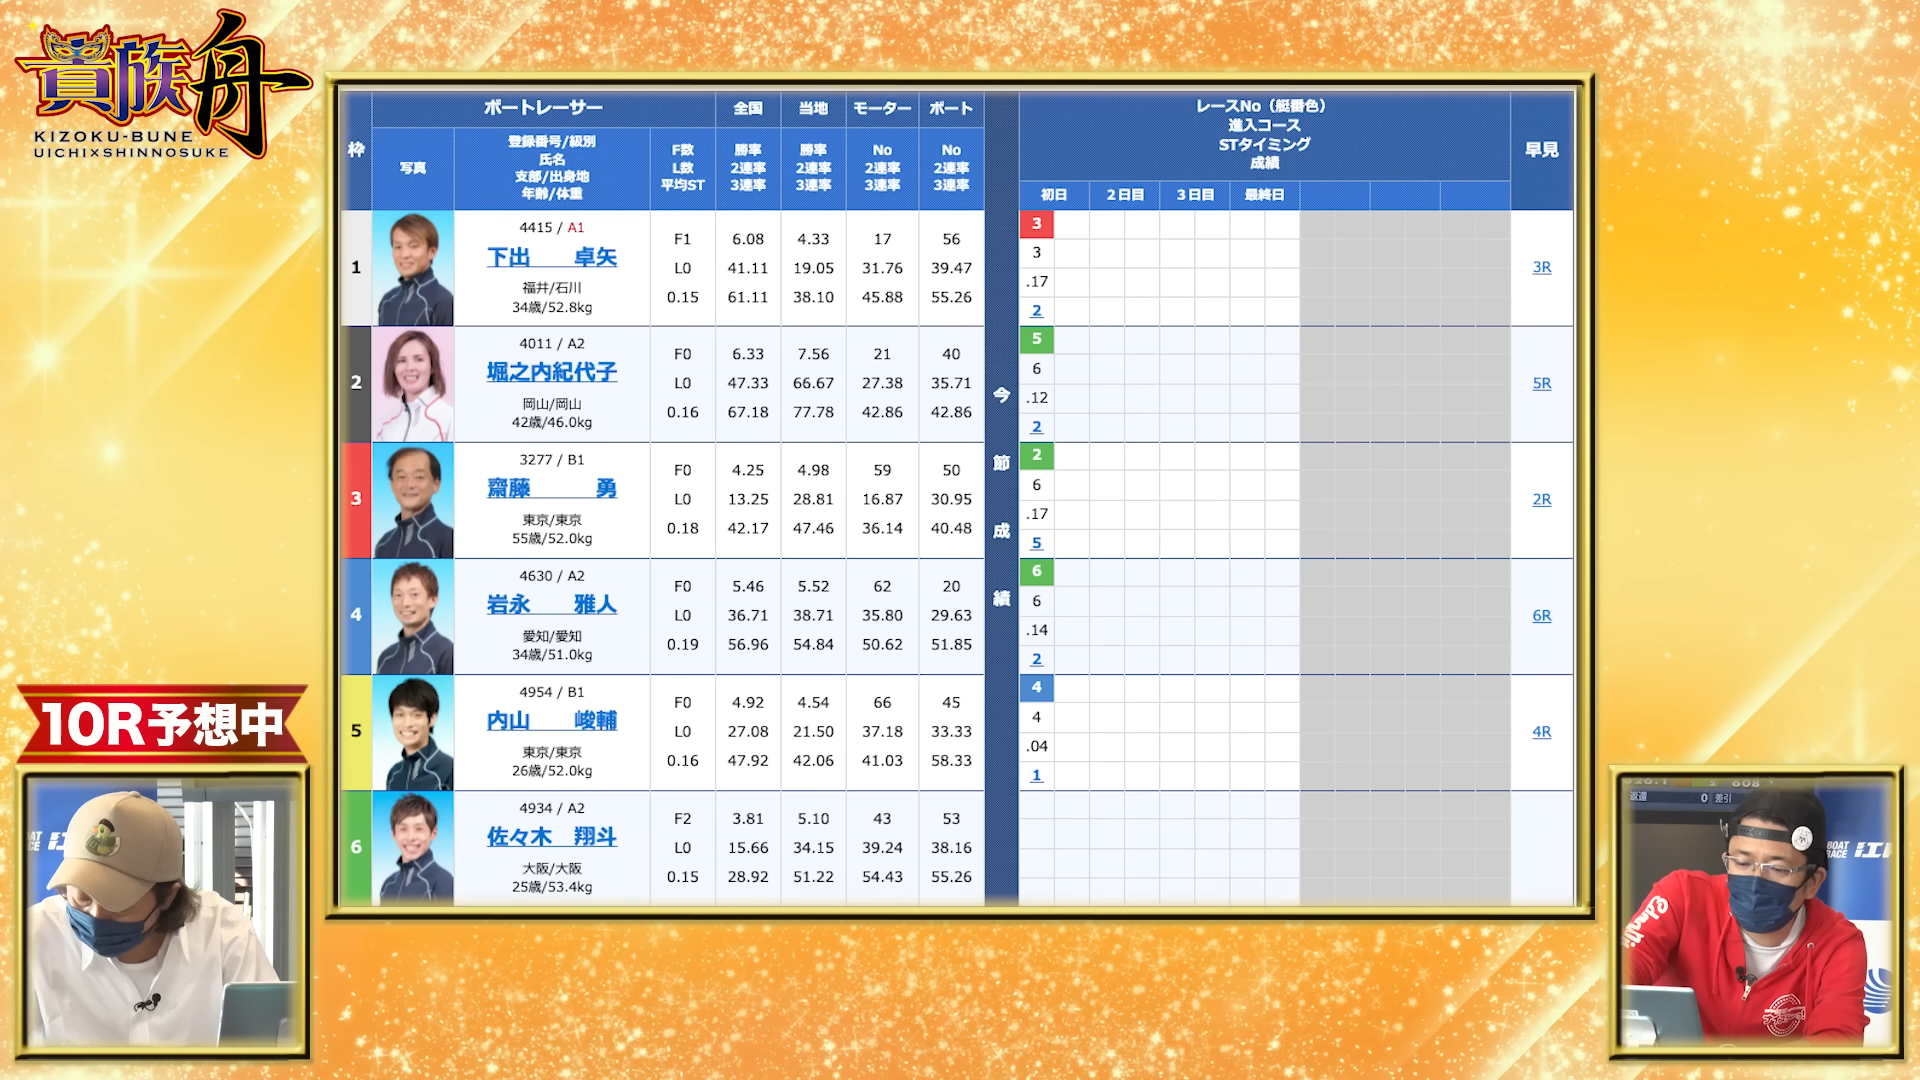 貴族舟
KIZOKU-BUNE
UICHI×SHINNOSUKE
枠
ボートレーサー
全国
当地
モーター
ボート
写真
登録番号/級別
氏名
支部/出身地
年齢/体重
F数
L数
平均ST
勝率
2連率
3連率
勝率
2連率
3連率
No
2連率
3連率
No
2連率
3連率
今節成績
レースNo（艇番色）
進入コース
STタイミング
成績
初日
2日目
3日目
最終日
早見
1
4415 / A1
下出 卓矢
福井/石川
34歳/52.8kg
F1
L0
0.15
6.08
41.11
61.11
4.33
19.05
38.10
17
31.76
45.88
56
39.47
55.26
3
3
.17
2
3R
2
4011 / A2
堀之内紀代子
岡山/岡山
42歳/46.0kg
F0
L0
0.16
6.33
47.33
67.18
7.56
66.67
77.78
21
27.38
42.86
40
35.71
42.86
5
6
.12
2
5R
3
3277 / B1
齋藤 勇
東京/東京
55歳/52.0kg
F0
L0
0.18
4.25
13.25
42.17
4.98
28.81
47.46
59
16.87
36.14
50
30.95
40.48
2
6
.17
5
2R
4
4630 / A2
岩永 雅人
愛知/愛知
34歳/51.0kg
F0
L0
0.19
5.46
36.71
56.96
5.52
38.71
54.84
62
35.80
50.62
20
29.63
51.85
6
6
.14
2
6R
5
4954 / B1
内山 峻輔
東京/東京
26歳/52.0kg
F0
L0
0.16
4.92
27.08
47.92
4.54
21.50
42.06
66
37.18
41.03
45
33.33
58.33
4
4
.04
1
4R
6
4934 / A2
佐々木 翔斗
大阪/大阪
25歳/53.4kg
F2
L0
0.15
3.81
15.66
28.92
5.10
34.15
51.22
43
39.24
54.43
53
38.16
55.26
10R予想中
返還 0 差引
BOAT
RACE